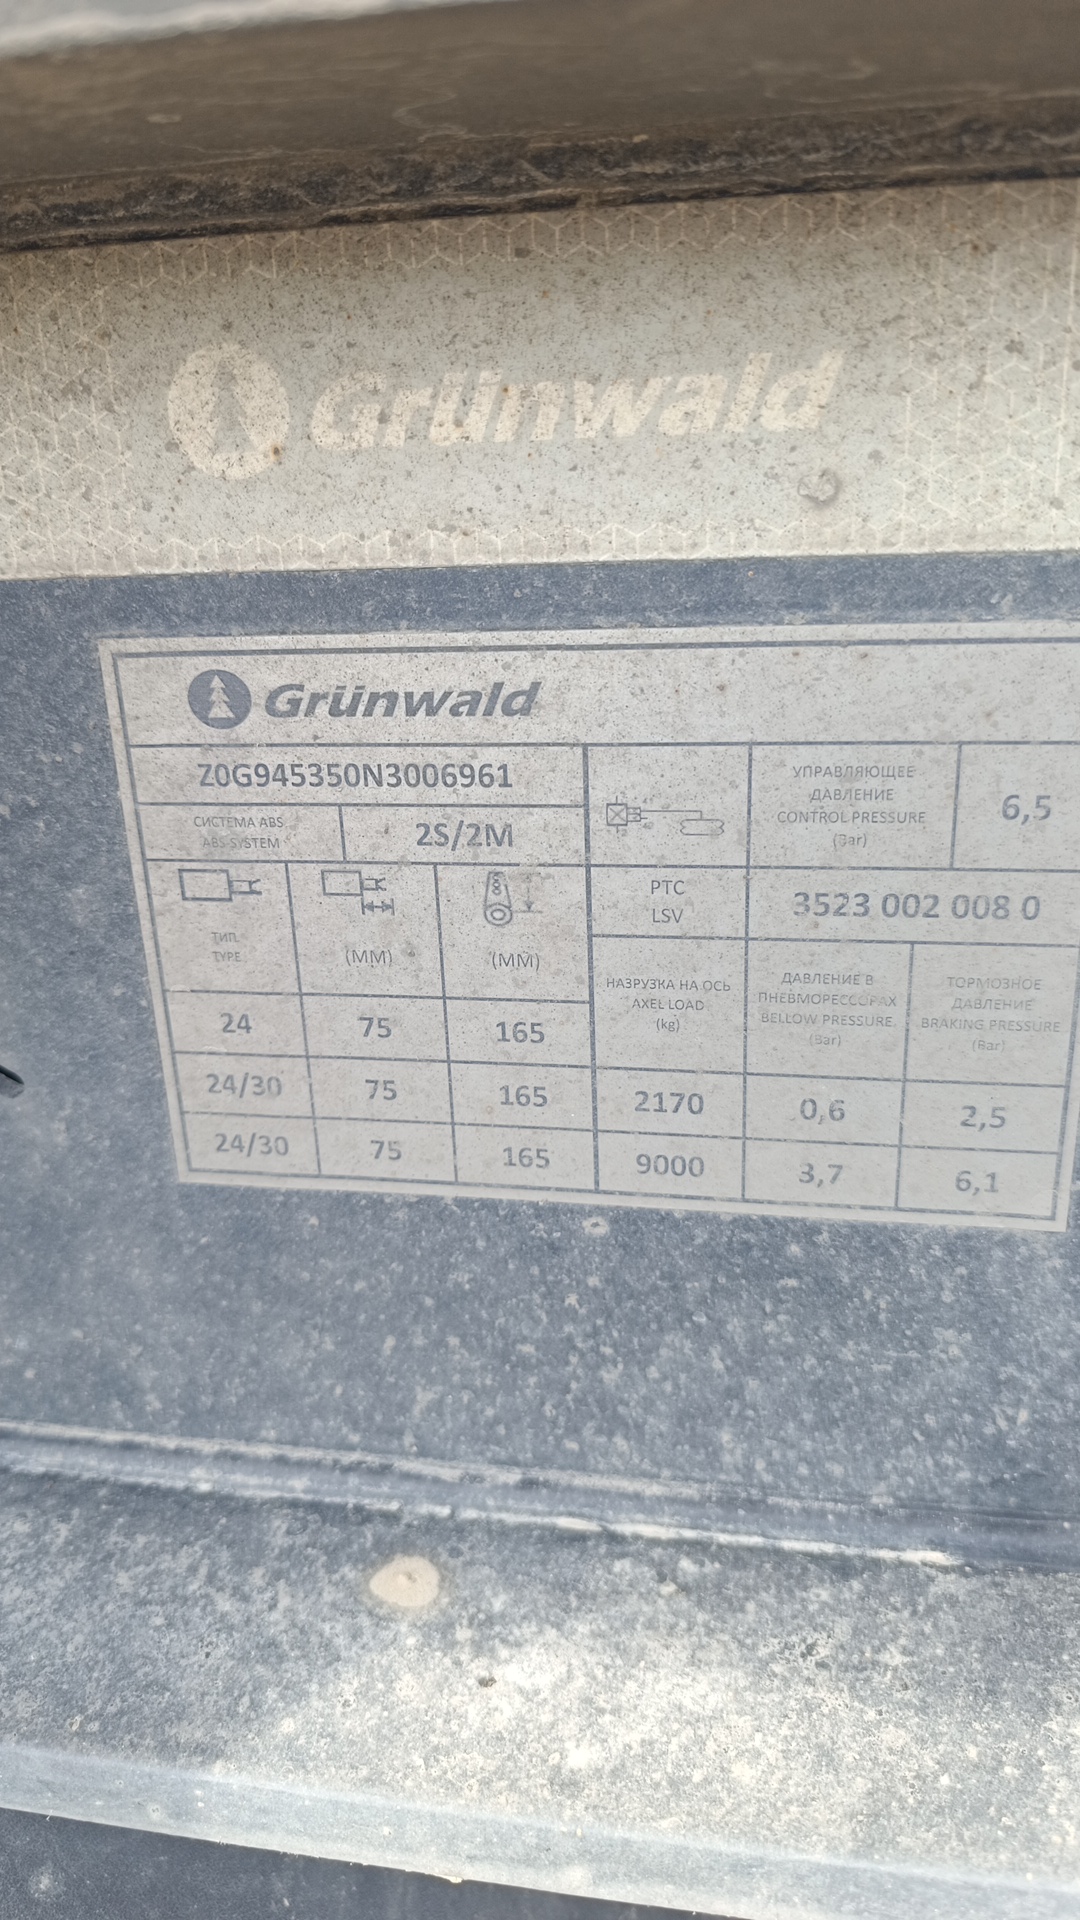 Grünwald
Grünwald
Z0G945350N3006961
СИСТЕМА ABS
ABS SYSTEM
2S/2M
УПРАВЛЯЮЩЕЕ
ДАВЛЕНИЕ
CONTROL PRESSURE
(Bar)
6,5
РТС
LSV
3523 002 008 0
ТИП
TYPE
(ММ)
(ММ)
НАЗРУЗКА НА ОСЬ
AXEL LOAD
(kg)
ДАВЛЕНИЕ В
ПНЕВМОРЕССОРАХ
BELLOW PRESSURE
(Bar)
ТОРМОЗНОЕ
ДАВЛЕНИЕ
BRAKING PRESSURE
(Bar)
24 75 165
24/30 75 165 2170 0,6 2,5
24/30 75 165 9000 3,7 6,1